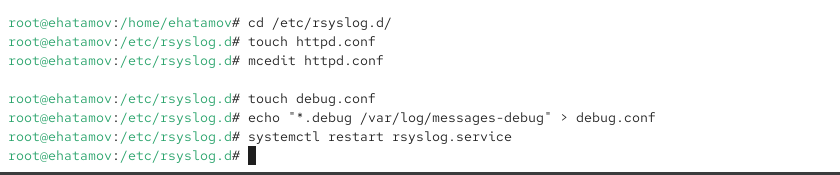 root@ehatamov:/home/ehatamov# cd /etc/rsyslog.d/
root@ehatamov:/etc/rsyslog.d# touch httpd.conf
root@ehatamov:/etc/rsyslog.d# mcedit httpd.conf
root@ehatamov:/etc/rsyslog.d# touch debug.conf
root@ehatamov:/etc/rsyslog.d# echo "*.debug /var/log/messages-debug" > debug.conf
root@ehatamov:/etc/rsyslog.d# systemctl restart rsyslog.service
root@ehatamov:/etc/rsyslog.d#